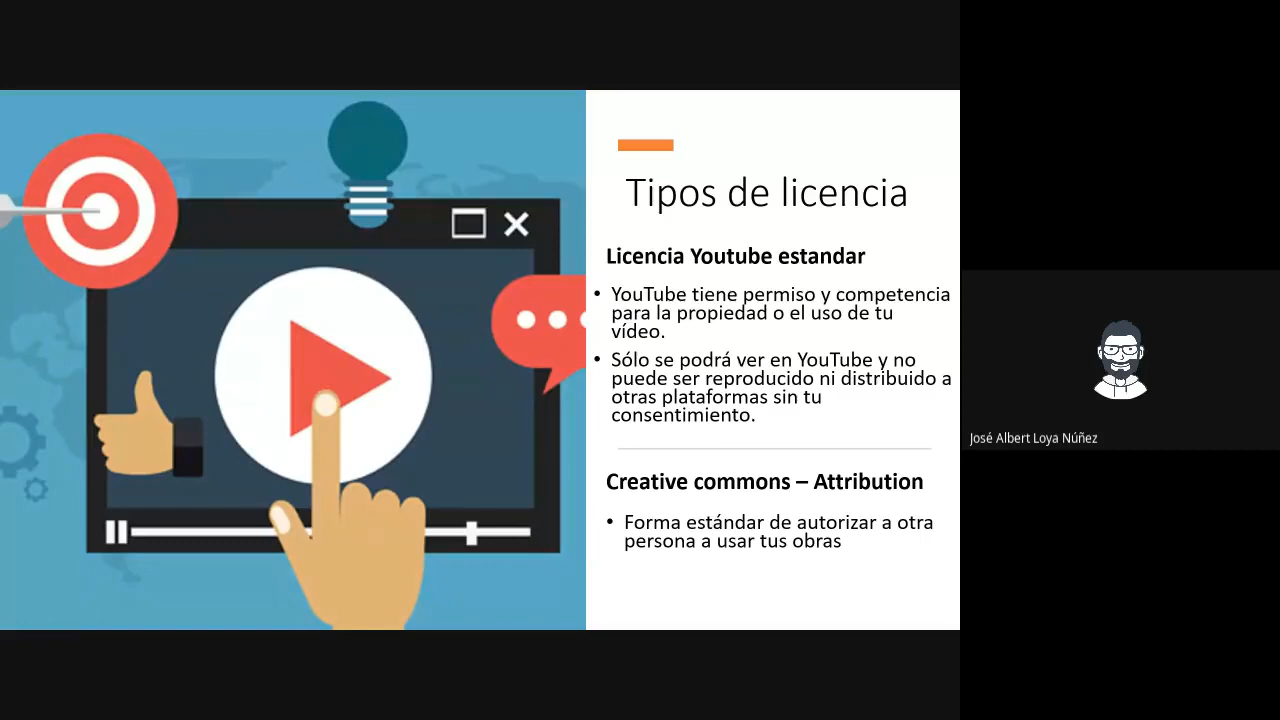 Tipos de licencia
Licencia Youtube estandar
• YouTube tiene permiso y competencia
para la propiedad o el uso de tu
vídeo.
• Sólo se podrá ver en YouTube y no
puede ser reproducido ni distribuido a
otras plataformas sin tu
consentimiento.
Creative commons – Attribution
• Forma estándar de autorizar a otra
persona a usar tus obras
José Albert Loya Núñez